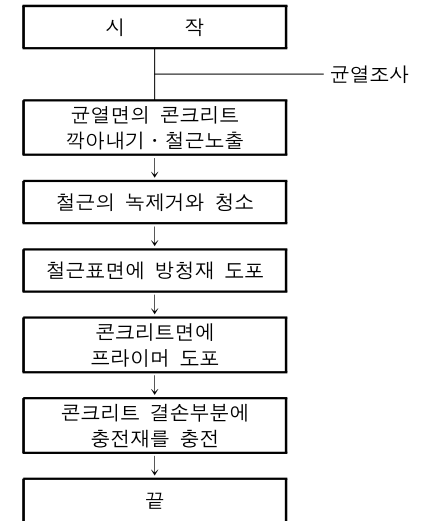 시 작
균열조사
균열면의 콘크리트
깍아내기·철근노출
철근의 녹제거와 청소
철근표면에 방청재 도포
콘크리트면에
프라이머 도포
콘크리트 결손부분에
충전재를 충전
끝